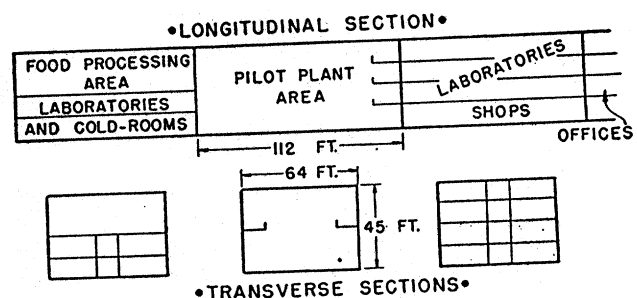 •LONGITUDINAL SECTION•
FOOD PROCESSING
AREA
LABORATORIES
AND COLD-ROOMS
PILOT PLANT
AREA
LABORATORIES
SHOPS
OFFICES
112 FT.
64 FT.
45 FT.
•TRANSVERSE SECTIONS•